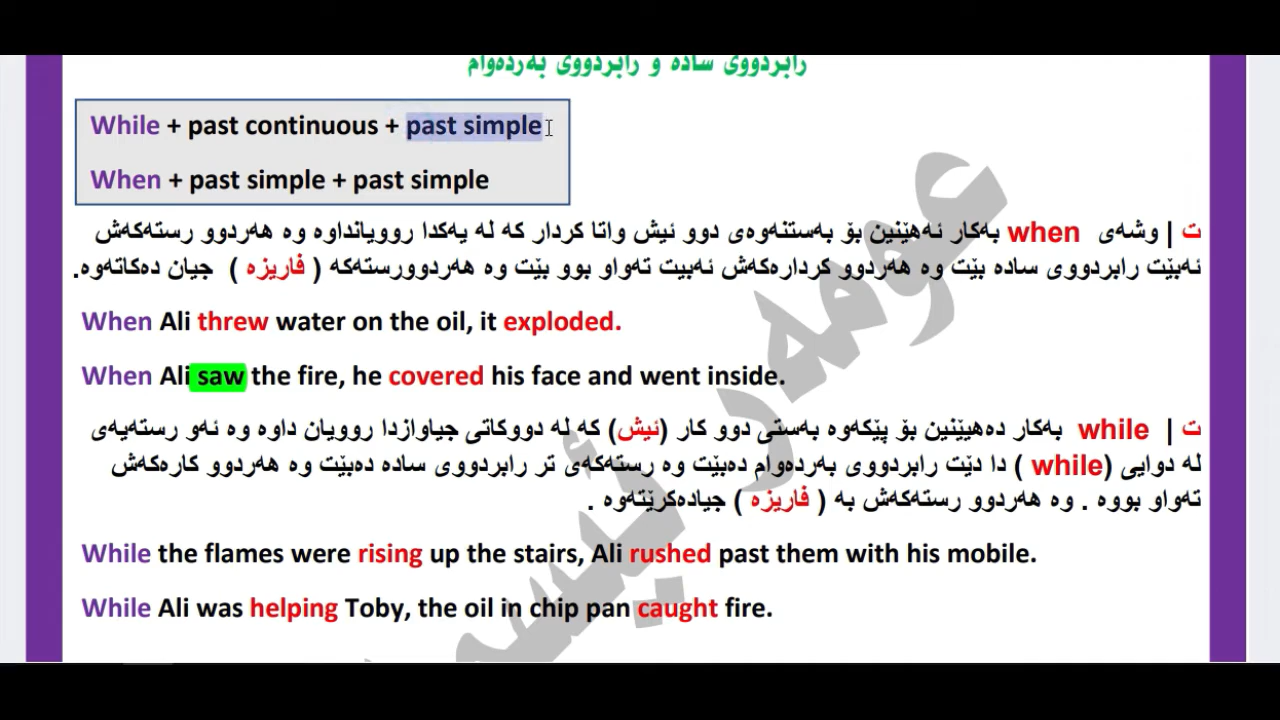 رابردووی ساده و رابردووی بەردەوام
While + past continuous + past simple
When + past simple + past simple
ت | وشەی when بەکار ئەهێنین بۆ بەستنەوەی دوو ئیش واتا کردار کە لە یەکدا روویانداوە وە هەردوو رستەکەش
ئەبێت رابردووی سادە بێت وە هەردوو کردارەکەش ئەبیت تەواو بوو بێت وە هەردوورستەکە ( فاریزە ) جیان دەکاتەوە.
When Ali threw water on the oil, it exploded.
When Ali saw the fire, he covered his face and went inside.
ت | while بەکار دەهێێنین بۆ پێکەوە بەستی دوو کار (ئیش) کە لە دووکاتی جیاوازدا روویان داوە وە ئەو رستەیەی
لە دوایی (while) دا دێت رابردووی بەردەوام دەبێت وە رستەکەی تر رابردووی سادە دەبێت وە هەردوو کارەکەش
تەواو بووە . وە هەردوو رستەکەش بە ( فاریزە ) جیادەکرێتەوە .
While the flames were rising up the stairs, Ali rushed past them with his mobile.
While Ali was helping Toby, the oil in chip pan caught fire.
عومەر